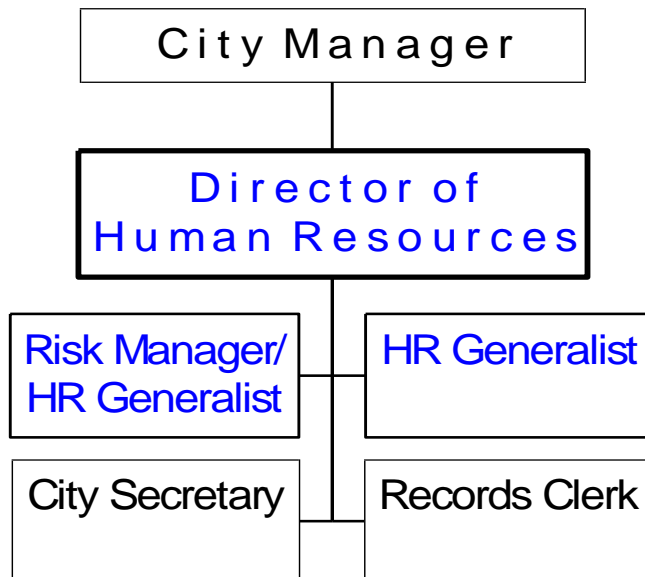 City Manager
Director of
Human Resources
Risk Manager/
HR Generalist
HR Generalist
City Secretary
Records Clerk